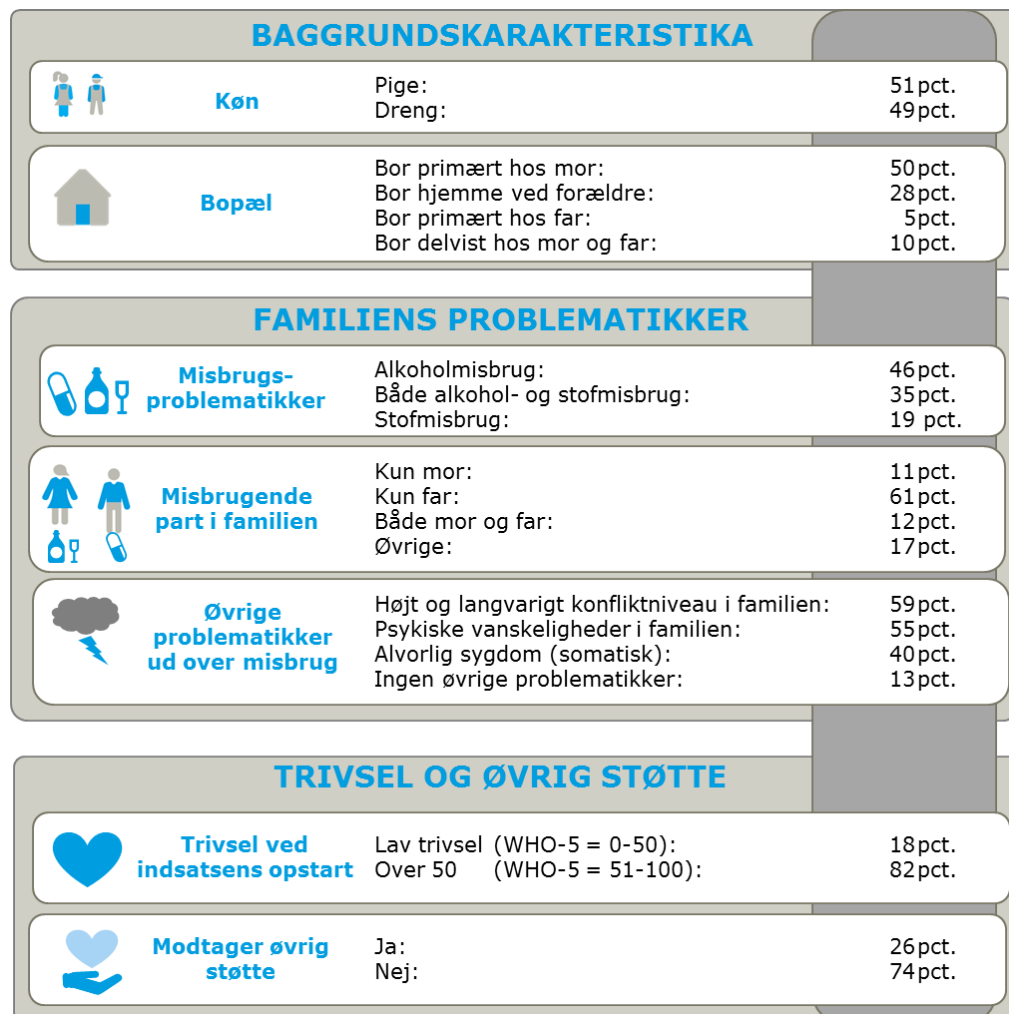 BAGGRUNDSKARAKTERISTIKA
Køn
Pige: 51pct.
Dreng: 49pct.
Bopæl
Bor primært hos mor: 50pct.
Bor hjemme ved forældre: 28pct.
Bor primært hos far: 5pct.
Bor delvist hos mor og far: 10pct.
FAMILIENS PROBLEMATIKKER
Misbrugs-
problematikker
Alkoholmisbrug: 46pct.
Både alkohol- og stofmisbrug: 35pct.
Stofmisbrug: 19 pct.
Misbrugende
part i familien
Kun mor: 11pct.
Kun far: 61pct.
Både mor og far: 12pct.
Øvrige: 17pct.
Øvrige
problematikker
ud over misbrug
Højt og langvarigt konfliktniveau i familien: 59pct.
Psykiske vanskeligheder i familien: 55pct.
Alvorlig sygdom (somatisk): 40pct.
Ingen øvrige problematikker: 13pct.
TRIVSEL OG ØVRIG STØTTE
Trivsel ved
indsatsens opstart
Lav trivsel (WHO-5 = 0-50): 18pct.
Over 50 (WHO-5 = 51-100): 82pct.
Modtager øvrig
støtte
Ja: 26pct.
Nej: 74pct.